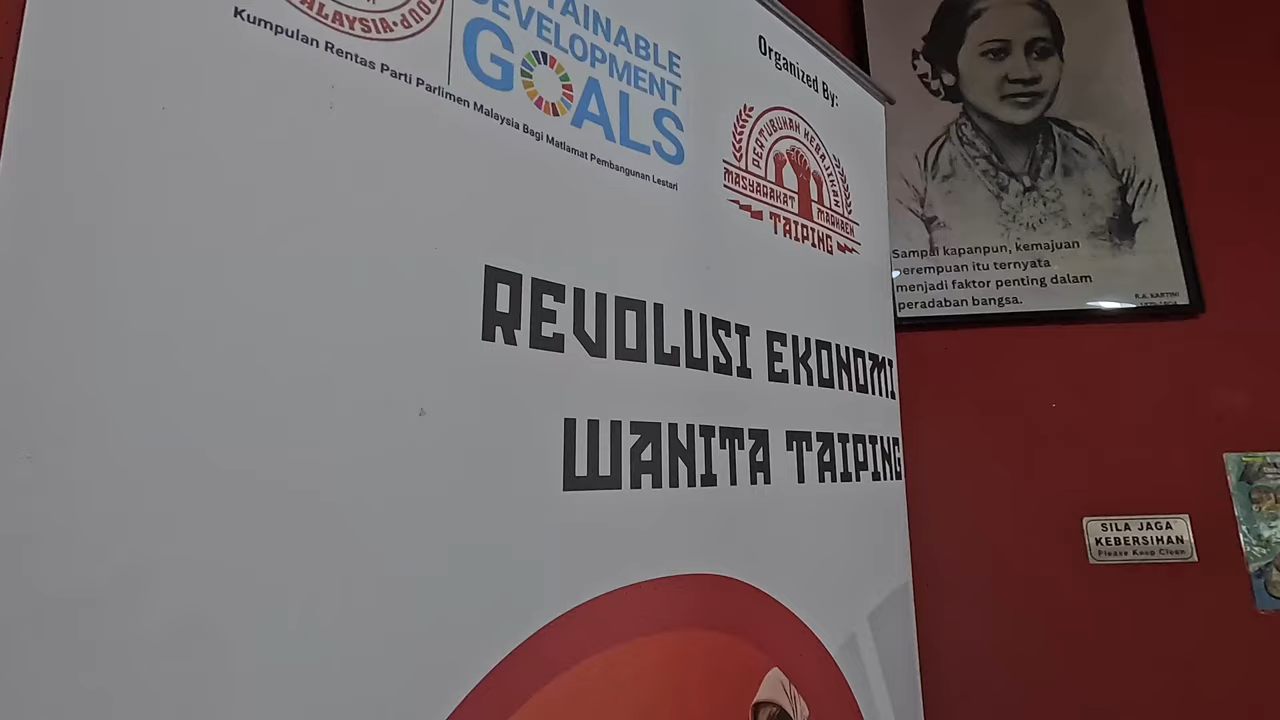 MALAYSIA
SUSTAINABLE
DEVELOPMENT
GOALS
Kumpulan Rentas Parti Parlimen Malaysia Bagi Matlamat Pembangunan Lestari
Organized By:
PERTUBUHAN KEBAJIKAN
MASYARAKAT MARHAEN
TAIPING
REVOLUSI EKONOMI
WANITA TAIPING
Sampai kapanpun, kemajuan
perempuan itu ternyata
menjadi faktor penting dalam
peradaban bangsa.
R.A. KARTINI
SILA JAGA
KEBERSIHAN
Please Keep Clean